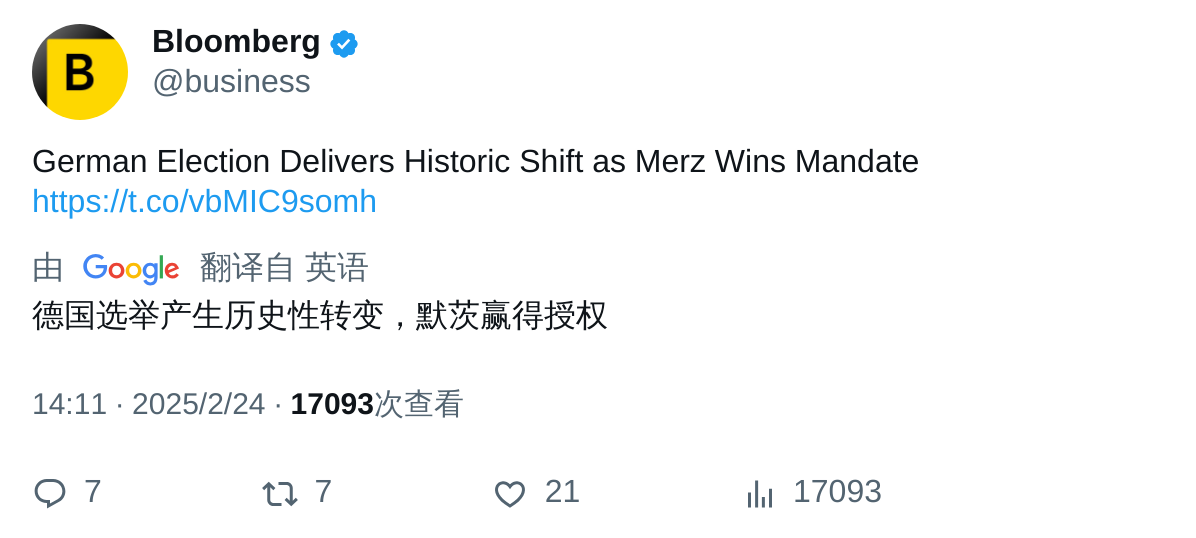 B
Bloomberg
@business
German Election Delivers Historic Shift as Merz Wins Mandate
https://t.co/vbMIC9somh
由 Google 翻译自 英语
德国选举产生历史性转变，默茨赢得授权
14:11 · 2025/2/24 · 17093次查看
7 7 21 17093